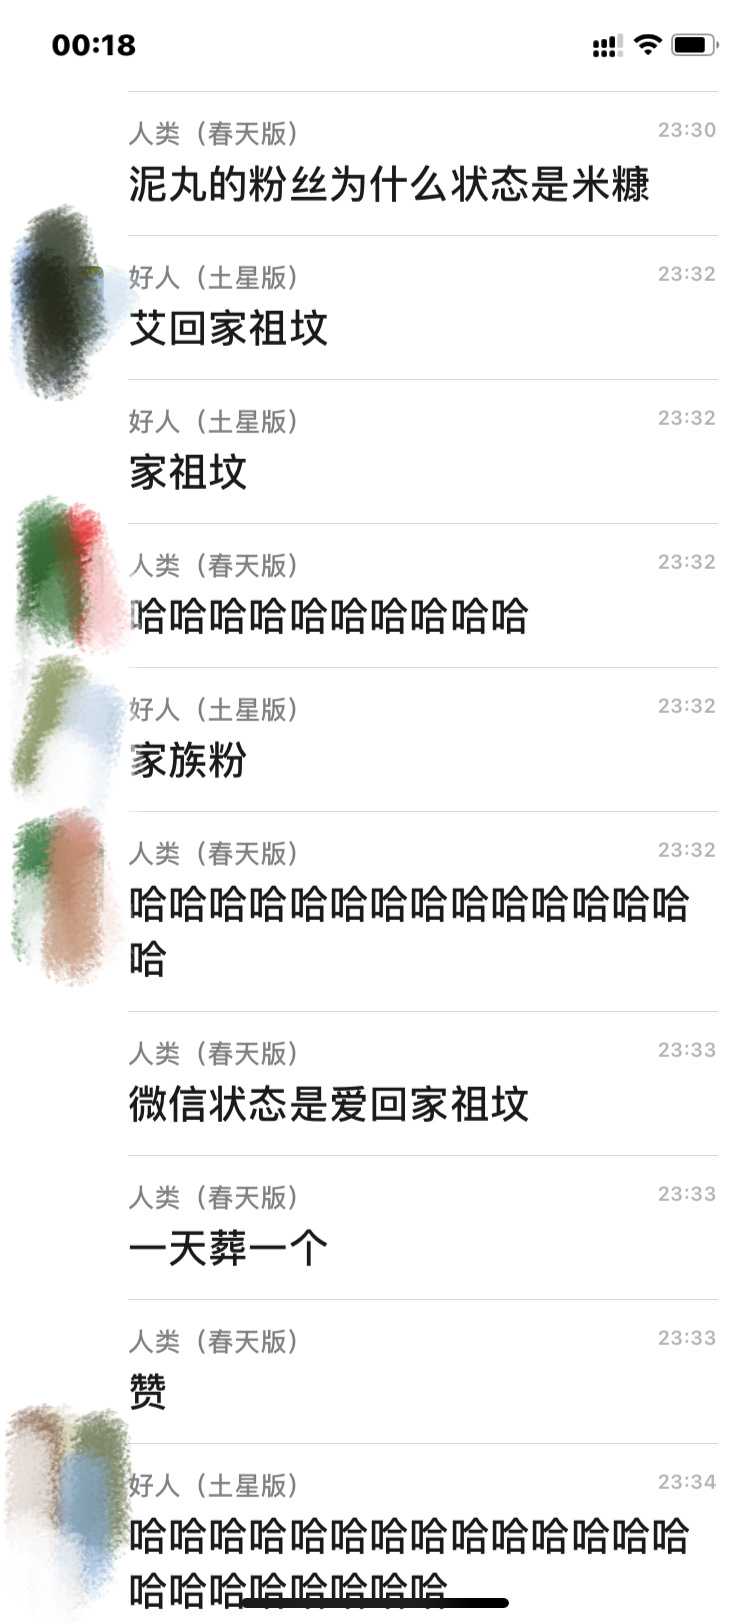 00:18
人类（春天版）
23:30
泥丸的粉丝为什么状态是米糠
好人（土星版）
23:32
艾回家祖坟
好人（土星版）
23:32
家祖坟
人类（春天版）
23:32
哈哈哈哈哈哈哈哈哈哈
好人（土星版）
23:32
家族粉
人类（春天版）
23:32
哈哈哈哈哈哈哈哈哈哈哈哈哈哈
哈
人类（春天版）
23:33
微信状态是爱回家祖坟
人类（春天版）
23:33
一天葬一个
人类（春天版）
23:33
赞
好人（土星版）
23:34
哈哈哈哈哈哈哈哈哈哈哈哈哈哈
哈哈哈哈哈哈哈哈